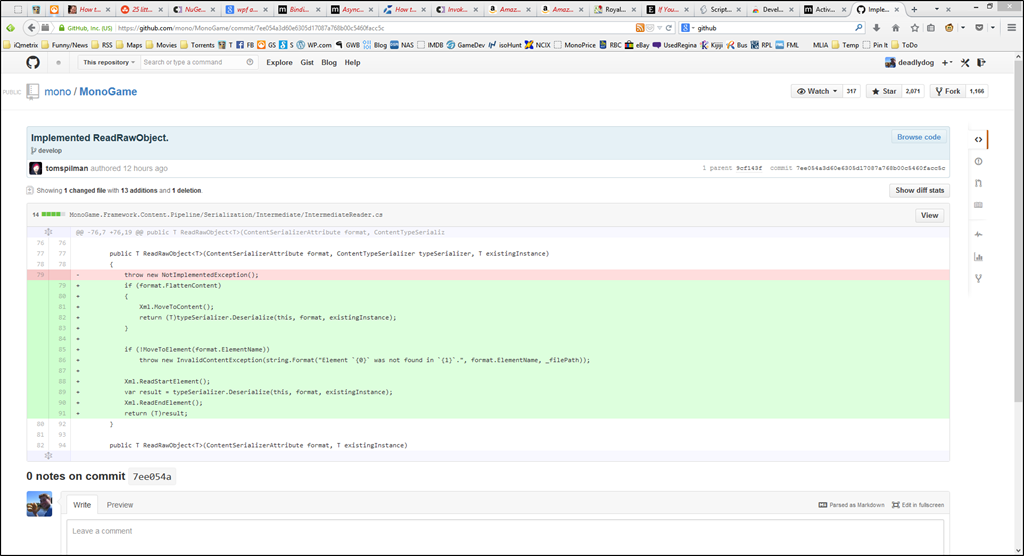 How t...
25 littl...
NuGe...
wpf a...
Bindi...
Async...
How t...
Invok...
Amaz...
Amaz...
Royal...
If You...
Script...
Devel...
Activ...
Imple...
GitHub, Inc. (US) https://github.com/mono/MonoGame/commit/7ee054a3d60e6305d17087a768b00c5460facc5c
github
iQmetrix Funny/News RSS Maps Movies Torrents T FB GS S WP.com GWB Blog NAS IMDB GameDev isoHunt NCIX MonoPrice RBC eBay UsedRegina Kijiji Bus RPL FML MLIA Temp Pin It ToDo
This repository Search or type a command Explore Gist Blog Help deadlydog
PUBLIC mono / MonoGame Watch 317 Star 2,071 Fork 1,166
Implemented ReadRawObject. Browse code
develop
tomspilman authored 12 hours ago 1 parent 9cf143f commit 7ee054a3d60e6305d17087a768b00c5460facc5c
Showing 1 changed file with 13 additions and 1 deletion. Show diff stats
14 MonoGame.Framework.Content.Pipeline/Serialization/Intermediate/IntermediateReader.cs View
@@ -76,7 +76,19 @@ public T ReadRawObject<T>(ContentSerializerAttribute format, ContentTypeSerializ
76 76
77 77 public T ReadRawObject<T>(ContentSerializerAttribute format, ContentTypeSerializer typeSerializer, T existingInstance)
78 78 {
79 - throw new NotImplementedException();
79 + if (format.FlattenContent)
80 + {
81 + Xml.MoveToContent();
82 + return (T)typeSerializer.Deserialize(this, format, existingInstance);
83 + }
84 +
85 + if (!MoveToElement(format.ElementName))
86 + throw new InvalidContentException(string.Format("Element `{0}` was not found in `{1}`.", format.ElementName, _filePath));
87 +
88 + Xml.ReadStartElement();
89 + var result = typeSerializer.Deserialize(this, format, existingInstance);
90 + Xml.ReadEndElement();
91 + return (T)result;
80 92 }
81 93
82 94 public T ReadRawObject<T>(ContentSerializerAttribute format, T existingInstance)
0 notes on commit 7ee054a
Write Preview Parsed as Markdown Edit in fullscreen
Leave a comment